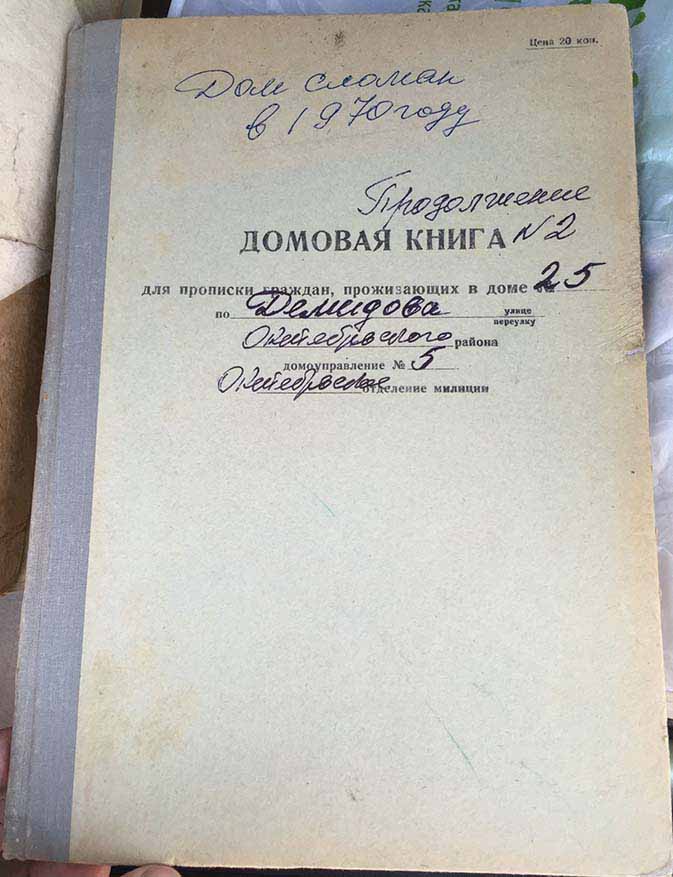 Цена 20 коп.
Дом сломан
в 1970 году
Продолжение
ДОМОВАЯ КНИГА N 2
для прописки граждан, проживающих в доме № 25
по Демидова улице
переулку
Октябрьского района
домоуправление № 5
Октябрьское отделение милиции